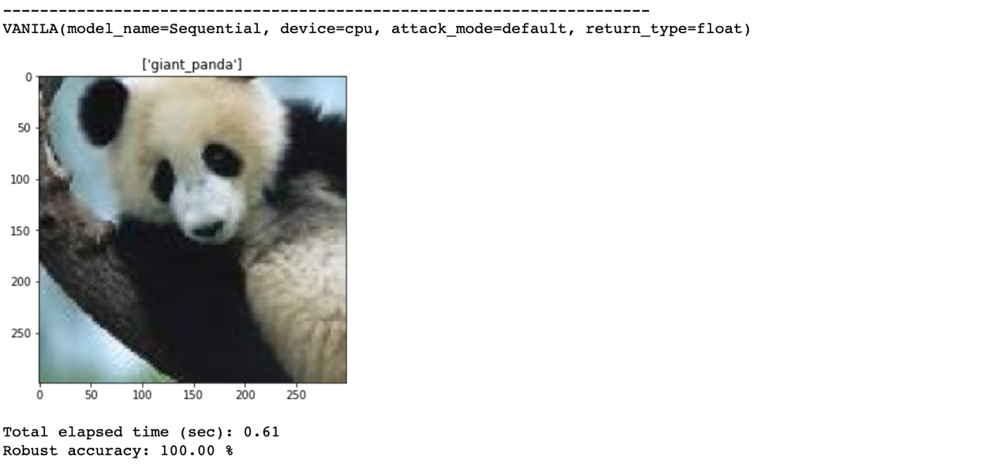 ---------------------------------------------------------------------
VANILA(model_name=Sequential, device=cpu, attack_mode=default, return_type=float)
['giant_panda']
0
50
100
150
200
250
0 50 100 150 200 250
Total elapsed time (sec): 0.61
Robust accuracy: 100.00 %